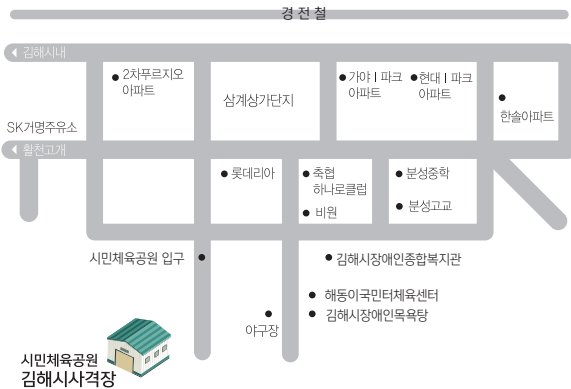 경전철
김해시내
2차푸르지오
아파트
삼계상가단지
가야 I 파크
아파트
현대 I 파크
아파트
한솔아파트
SK거명주유소
활천고개
롯데리아
축협
하나로클럽
비원
분성중학
분성고교
시민체육공원 입구
김해시장애인종합복지관
해동이국민터체육센터
김해시장애인목욕탕
야구장
시민체육공원
김해시사격장